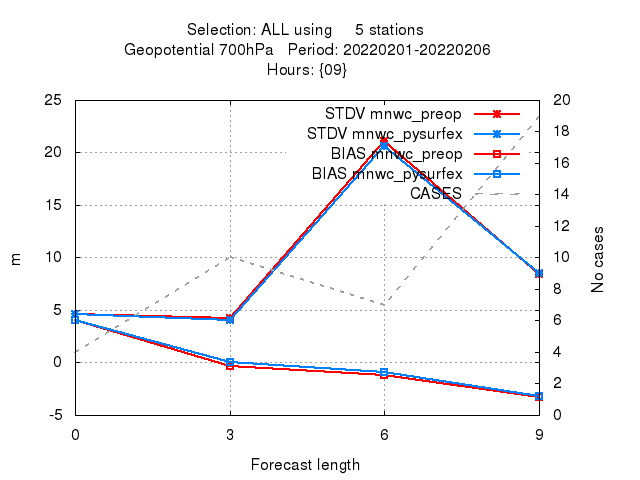 Selection: ALL using     5 stations
Geopotential 700hPa   Period: 20220201-20220206
Hours: {09}
STDV mnwc_preop
STDV mnwc_pysurfex
BIAS mnwc_preop
BIAS mnwc_pysurfex
CASES
25
20
15
10
5
0
-5
m
20
18
16
14
12
10
8
6
4
2
0
No cases
0 3 6 9
Forecast length